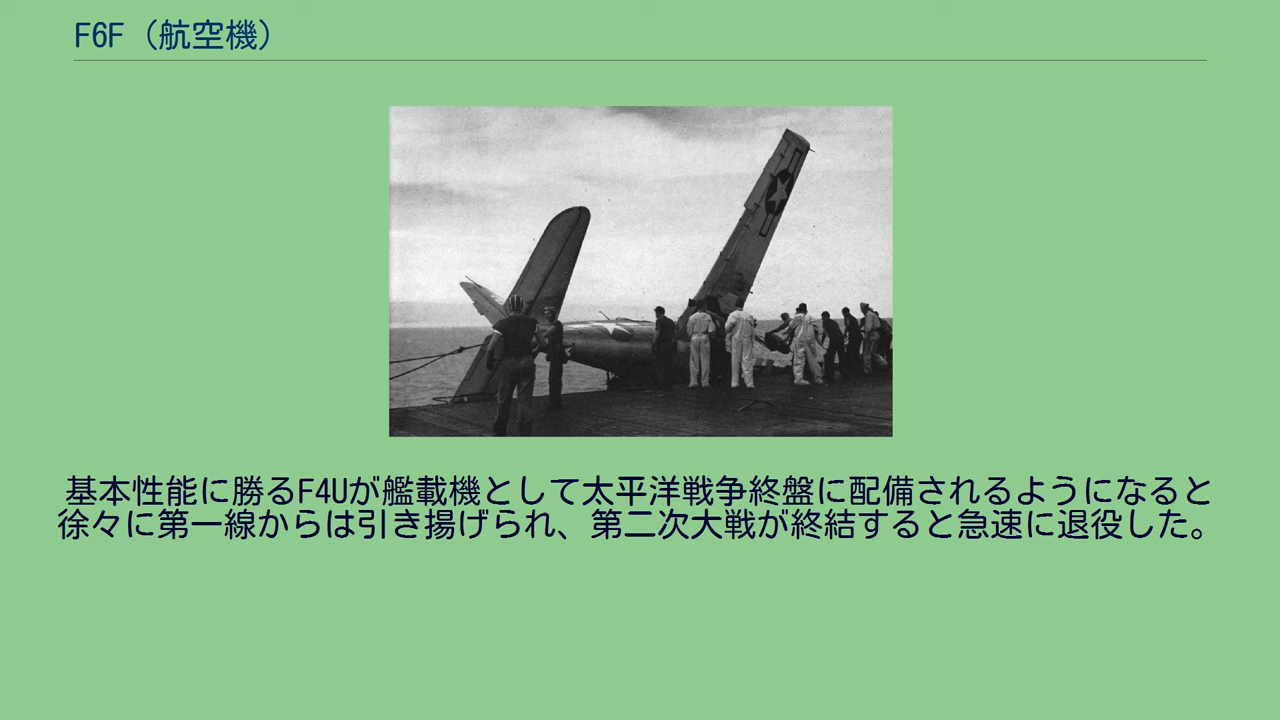 F6F（航空機）
基本性能に勝るF4Uが艦載機として太平洋戦争終盤に配備されるようになると
徐々に第一線からは引き揚げられ、第二次大戦が終結すると急速に退役した。